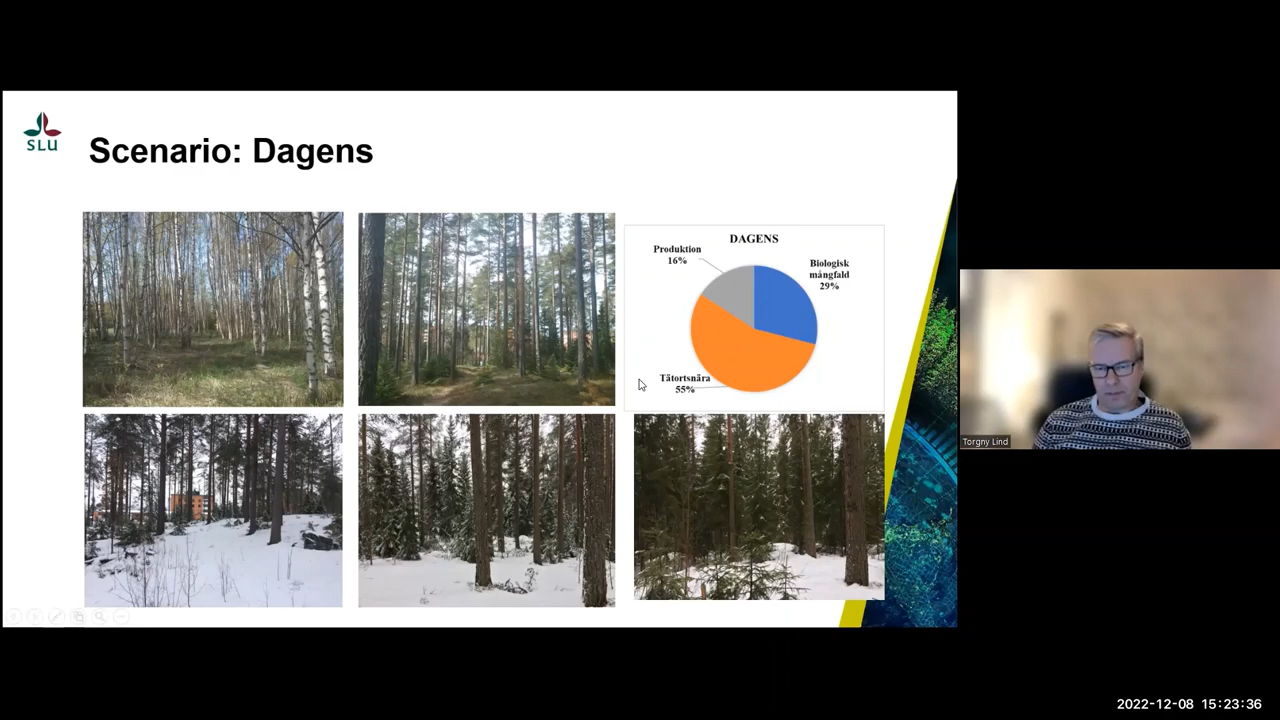 SLU
Scenario: Dagens
DAGENS
Produktion
16%
Biologisk
mångfald
29%
Tätortsnära
55%
Torgny Lind
2022-12-08 15:23:36